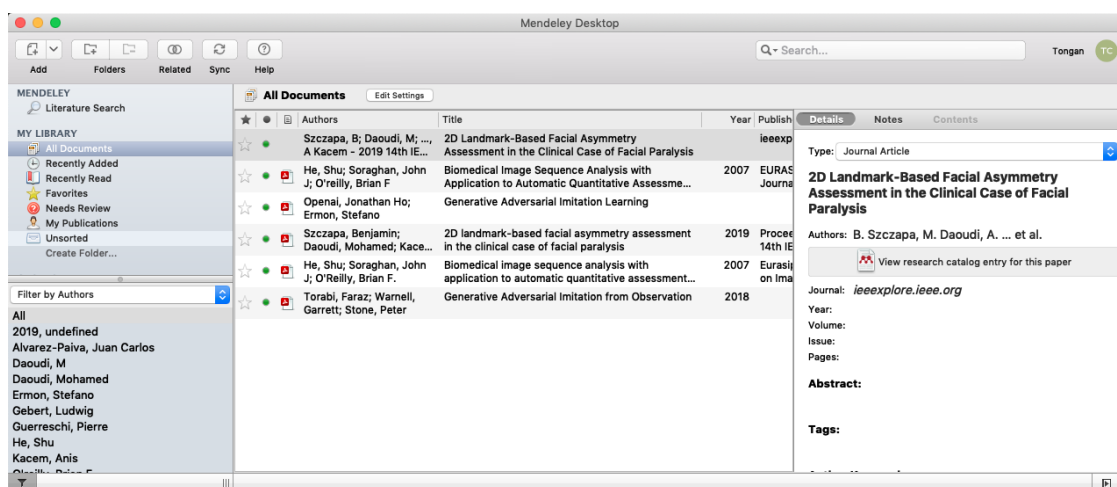 Mendeley Desktop
Search...
Tongan TC
Add Folders Related Sync Help
MENDELEY
Literature Search
MY LIBRARY
All Documents
Recently Added
Recently Read
Favorites
Needs Review
My Publications
Unsorted
Create Folder...
Filter by Authors
All
2019, undefined
Alvarez-Paiva, Juan Carlos
Daoudi, M
Daoudi, Mohamed
Ermon, Stefano
Gebert, Ludwig
Guerreschi, Pierre
He, Shu
Kacem, Anis
All Documents Edit Settings
Authors Title Year Publish
Szczapa, B; Daoudi, M; ..., 2D Landmark-Based Facial Asymmetry ieeexp
A Kacem - 2019 14th IE... Assessment in the Clinical Case of Facial Paralysis
He, Shu; Soraghan, John Biomedical Image Sequence Analysis with 2007 EURAS
J; O'reilly, Brian F Application to Automatic Quantitative Assessme... Journa
Openai, Jonathan Ho; Generative Adversarial Imitation Learning
Ermon, Stefano
Szczapa, Benjamin; 2D landmark-based facial asymmetry assessment 2019 Procee
Daoudi, Mohamed; Kace... in the clinical case of facial paralysis 14th IE
He, Shu; Soraghan, John Biomedical image sequence analysis with 2007 Eurasi
J; O'Reilly, Brian F. application to automatic quantitative assessment... on Ima
Torabi, Faraz; Warnell, Generative Adversarial Imitation from Observation 2018
Garrett; Stone, Peter
Details Notes Contents
Type: Journal Article
2D Landmark-Based Facial Asymmetry
Assessment in the Clinical Case of Facial
Paralysis
Authors: B. Szczapa, M. Daoudi, A. ... et al.
View research catalog entry for this paper
Journal: ieeexplore.ieee.org
Year:
Volume:
Issue:
Pages:
Abstract:
Tags: